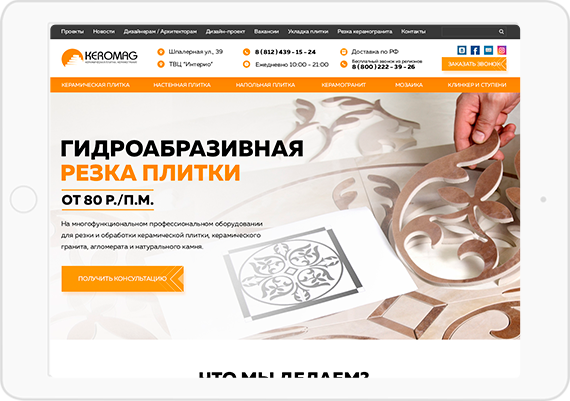 Проекты Новости Дизайнерам / Архитекторам Дизайн-проект Вакансии Укладка плитки Резка керамогранита Контакты
KEROMAG
Шпалерная ул., 39 8 (812) 439 - 15 - 24 Доставка по РФ
ТВЦ "Интерио" Ежедневно 10:00 - 21:00 Бесплатный звонок из регионов
8 (800) 222 - 39 - 26
ЗАКАЗАТЬ ЗВОНОК
КЕРАМИЧЕСКАЯ ПЛИТКА НАСТЕННАЯ ПЛИТКА НАПОЛЬНАЯ ПЛИТКА КЕРАМОГРАНИТ МОЗАИКА КЛИНКЕР И СТУПЕНИ
ГИДРОАБРАЗИВНАЯ
РЕЗКА ПЛИТКИ
ОТ 80 Р./П.М.
На многофункциональном профессиональном оборудовании
для резки и обработки керамической плитки, керамического
гранита, агломерата и натурального камня.
ПОЛУЧИТЬ КОНСУЛЬТАЦИЮ
ЧТО МЫ ДЕЛАЕМ?